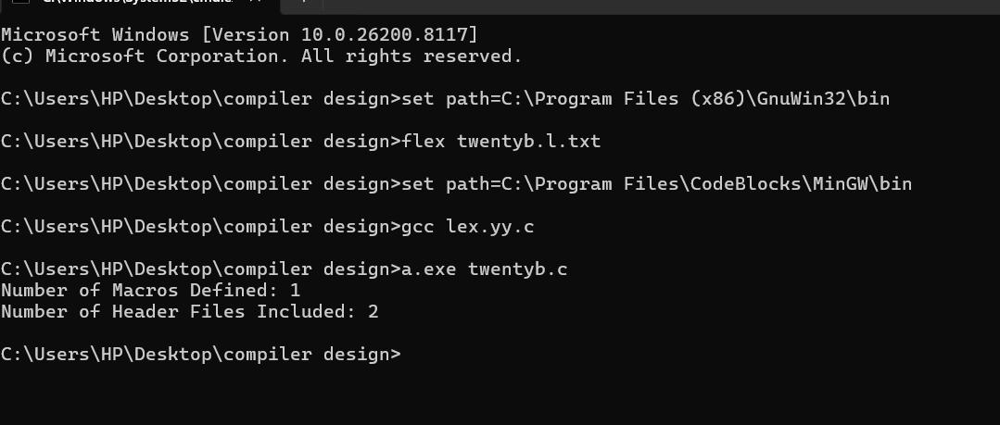 Microsoft Windows [Version 10.0.26200.8117]
(c) Microsoft Corporation. All rights reserved.
C:\Users\HP\Desktop\compiler design>set path=C:\Program Files (x86)\GnuWin32\bin
C:\Users\HP\Desktop\compiler design>flex twentyb.l.txt
C:\Users\HP\Desktop\compiler design>set path=C:\Program Files\CodeBlocks\MinGW\bin
C:\Users\HP\Desktop\compiler design>gcc lex.yy.c
C:\Users\HP\Desktop\compiler design>a.exe twentyb.c
Number of Macros Defined: 1
Number of Header Files Included: 2
C:\Users\HP\Desktop\compiler design>